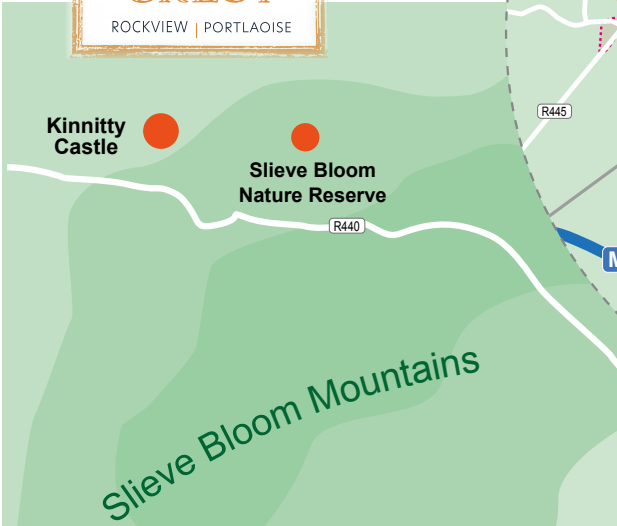 ROCKVIEW | PORTLAOISE
Kinnitty
Castle
Slieve Bloom
Nature Reserve
R445
R440
M
Slieve Bloom Mountains